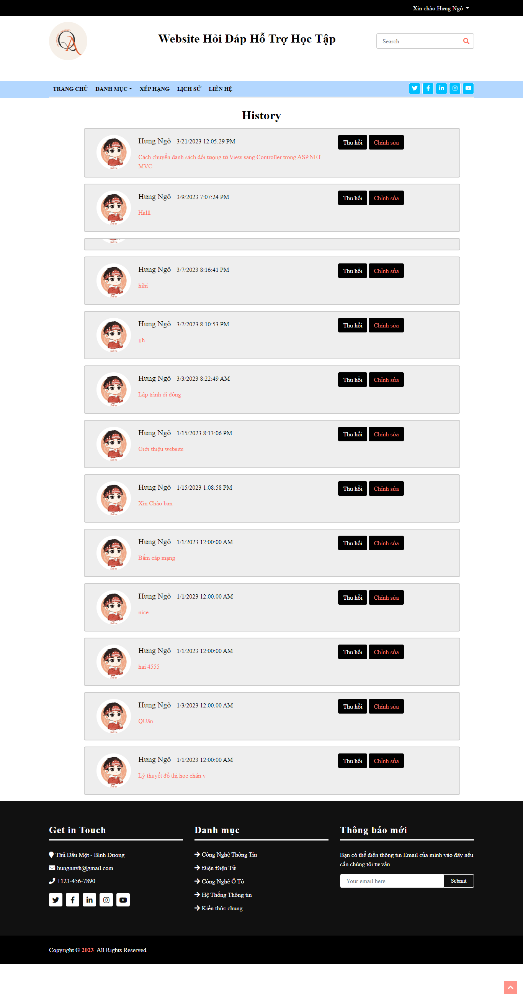 Xin chào:Hưng Ngô
Website Hỏi Đáp Hỗ Trợ Học Tập
Search
TRANG CHỦ DANH MỤC XẾP HẠNG LỊCH SỬ LIÊN HỆ
History
Hưng Ngô 3/21/2023 12:05:29 PM Thu hồi Chỉnh sửa
Cách chuyển danh sách đối tượng từ View sang Controller trong ASP.NET
MVC
Hưng Ngô 3/9/2023 7:07:24 PM Thu hồi Chỉnh sửa
Halll
Hưng Ngô 3/7/2023 8:16:41 PM Thu hồi Chỉnh sửa
hihi
Hưng Ngô 3/7/2023 8:10:53 PM Thu hồi Chỉnh sửa
jjh
Hưng Ngô 3/3/2023 8:22:49 AM Thu hồi Chỉnh sửa
Lập trình di động
Hưng Ngô 1/15/2023 8:13:06 PM Thu hồi Chỉnh sửa
Giới thiệu website
Hưng Ngô 1/15/2023 1:08:58 PM Thu hồi Chỉnh sửa
Xin Chào bạn
Hưng Ngô 1/1/2023 12:00:00 AM Thu hồi Chỉnh sửa
Bấm cáp mạng
Hưng Ngô 1/1/2023 12:00:00 AM Thu hồi Chỉnh sửa
nice
Hưng Ngô 1/1/2023 12:00:00 AM Thu hồi Chỉnh sửa
hai 4555
Hưng Ngô 1/3/2023 12:00:00 AM Thu hồi Chỉnh sửa
QUân
Hưng Ngô 1/1/2023 12:00:00 AM Thu hồi Chỉnh sửa
Lý thuyết đồ thị học chán v
Get in Touch
Thủ Dầu Một - Bình Dương
hungnnvh@gmail.com
+123-456-7890
Danh mục
Công Nghệ Thông Tin
Điện Điện Tử
Công Nghệ Ô Tô
Hệ Thống Thông tin
Kiến thức chung
Thông báo mới
Bạn có thể điền thông tin Email của mình vào đây nếu
cần chúng tôi tư vấn.
Your email here Submit
Copyright © 2023. All Rights Reserved